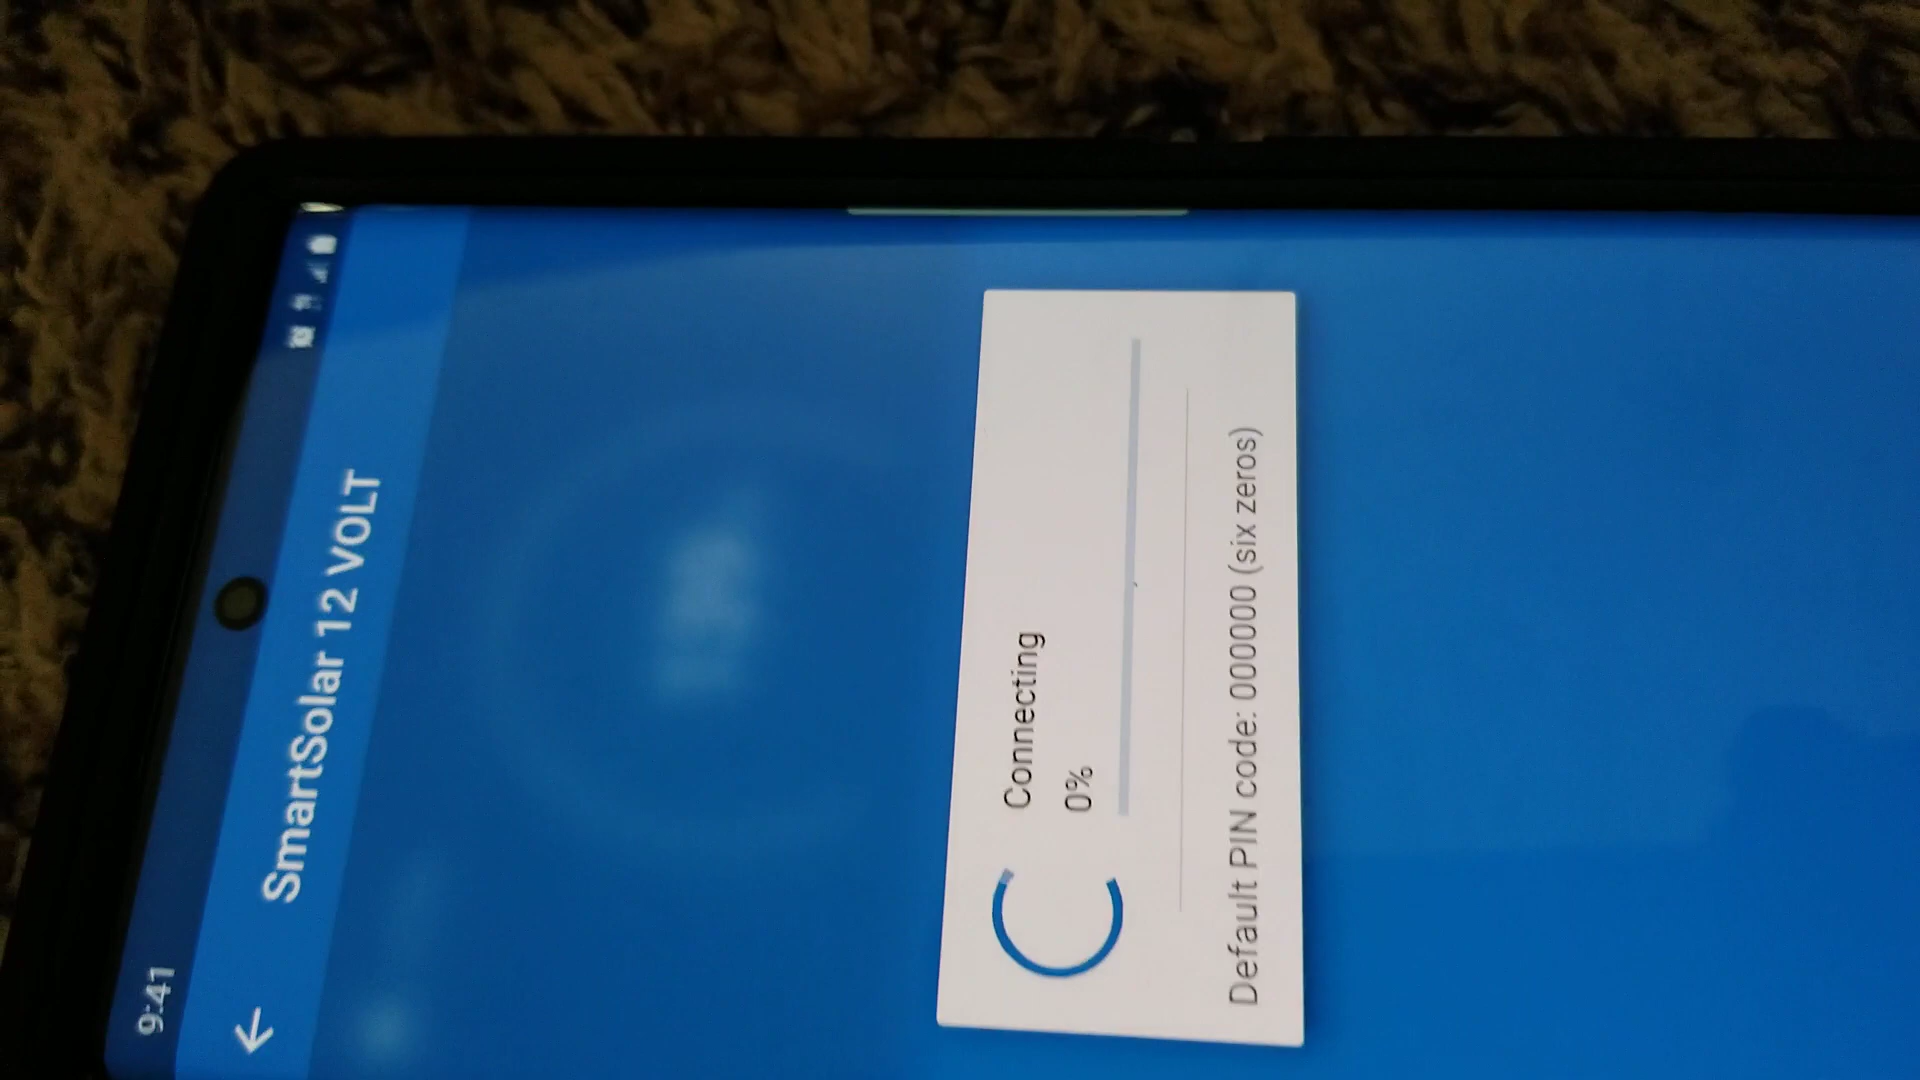 9:41
SmartSolar 12 VOLT
Connecting
0%
Default PIN code: 000000 (six zeros)